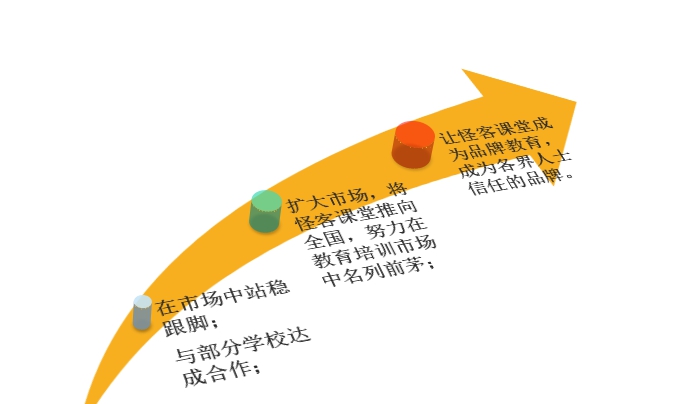 让怪客课堂成
为品牌教育，
成为各界人士
信任的品牌。
扩大市场，将
怪客课堂推向
全国，努力在
教育培训市场
中名列前茅；
在市场中站稳
跟脚；
与部分学校达
成合作；